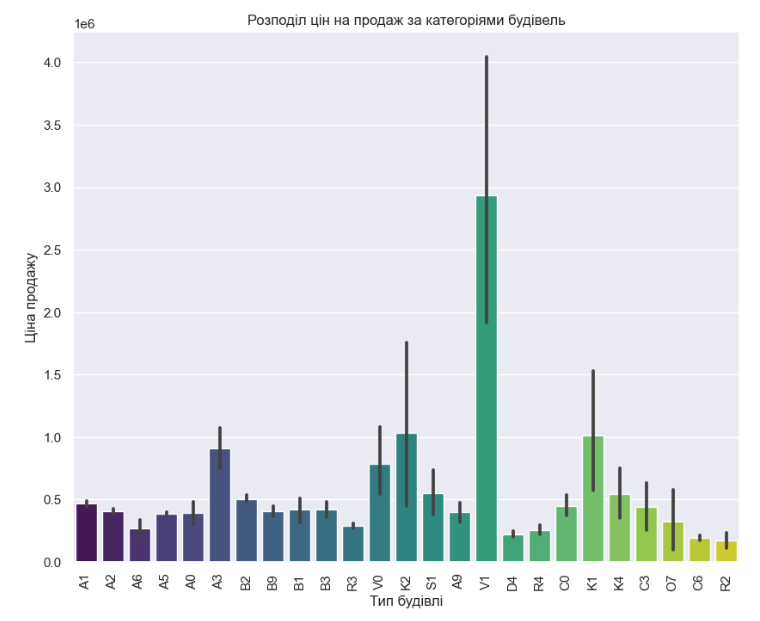 Розподіл цін на продаж за категоріями будівель
1e6
4.0
3.5
3.0
2.5
2.0
1.5
1.0
0.5
0.0
Ціна продажу
A1 A2 A6 A5 A0 A3 B2 B9 B1 B3 R3 V0 K2 S1 A9 V1 D4 R4 C0 K1 K4 C3 O7 C6 R2
Тип будівлі